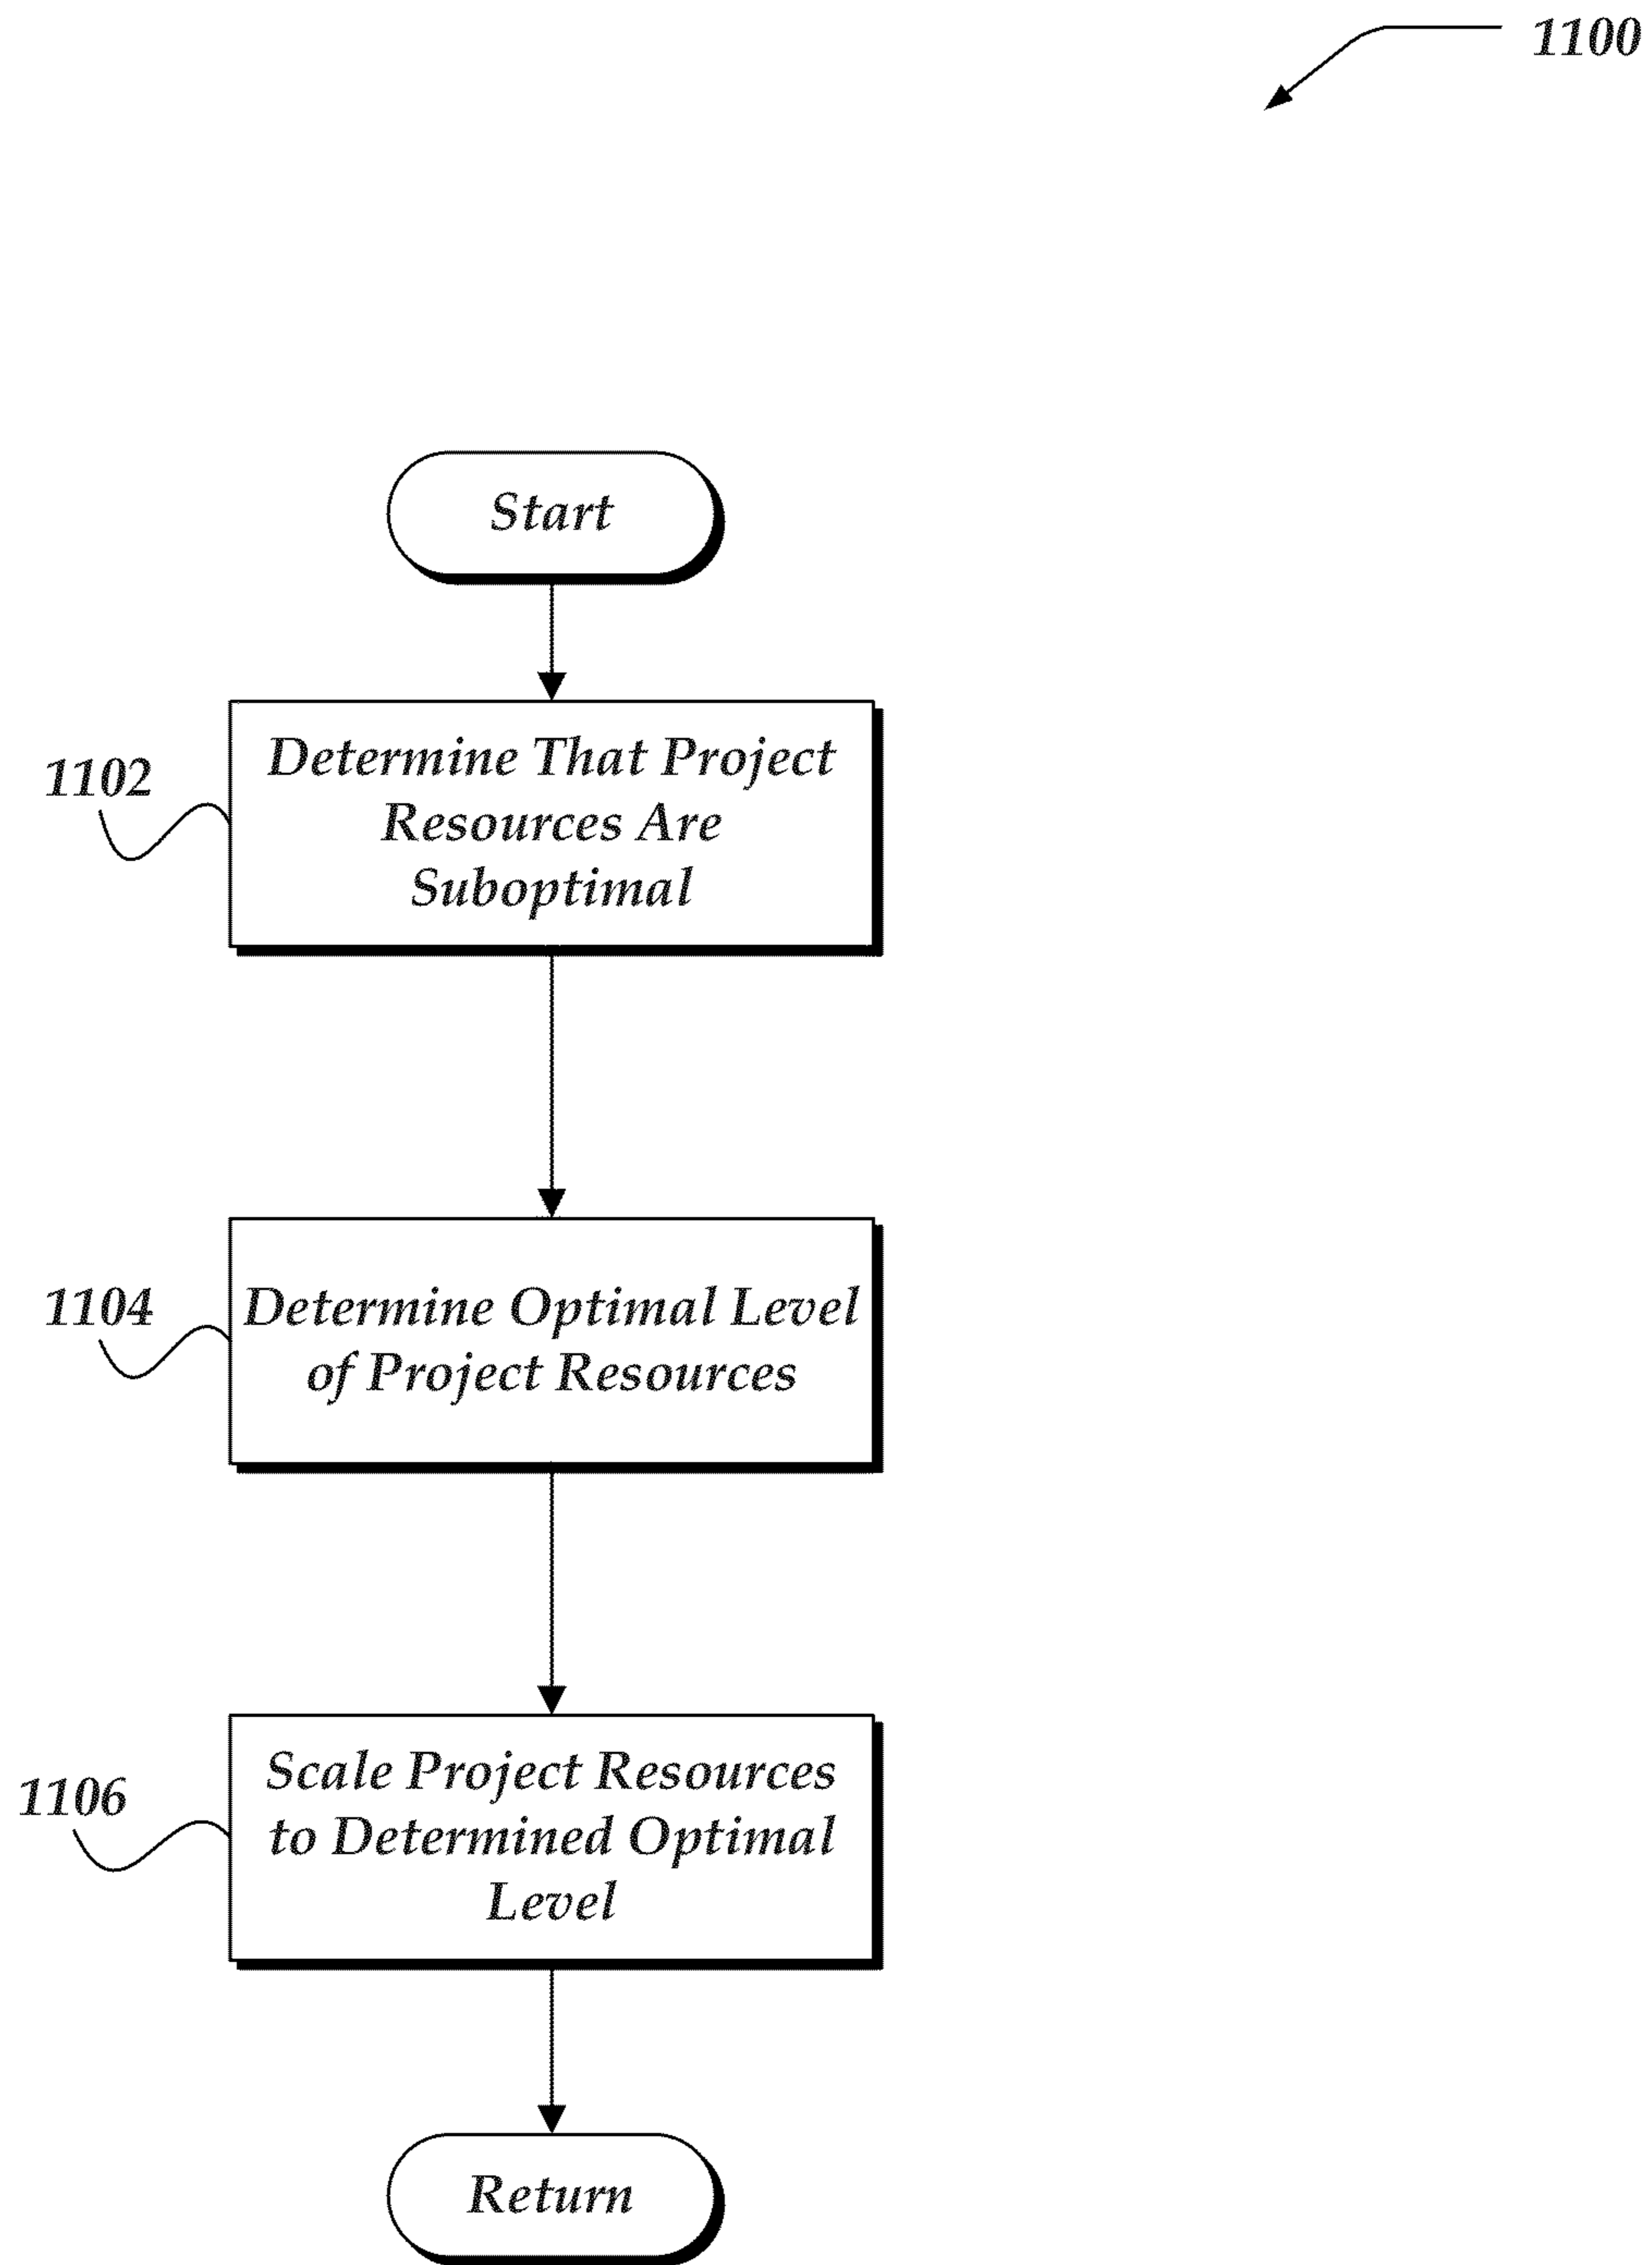 1100
Start
1102
Determine That Project
Resources Are
Suboptimal
1104
Determine Optimal Level
of Project Resources
1106
Scale Project Resources
to Determined Optimal
Level
Return